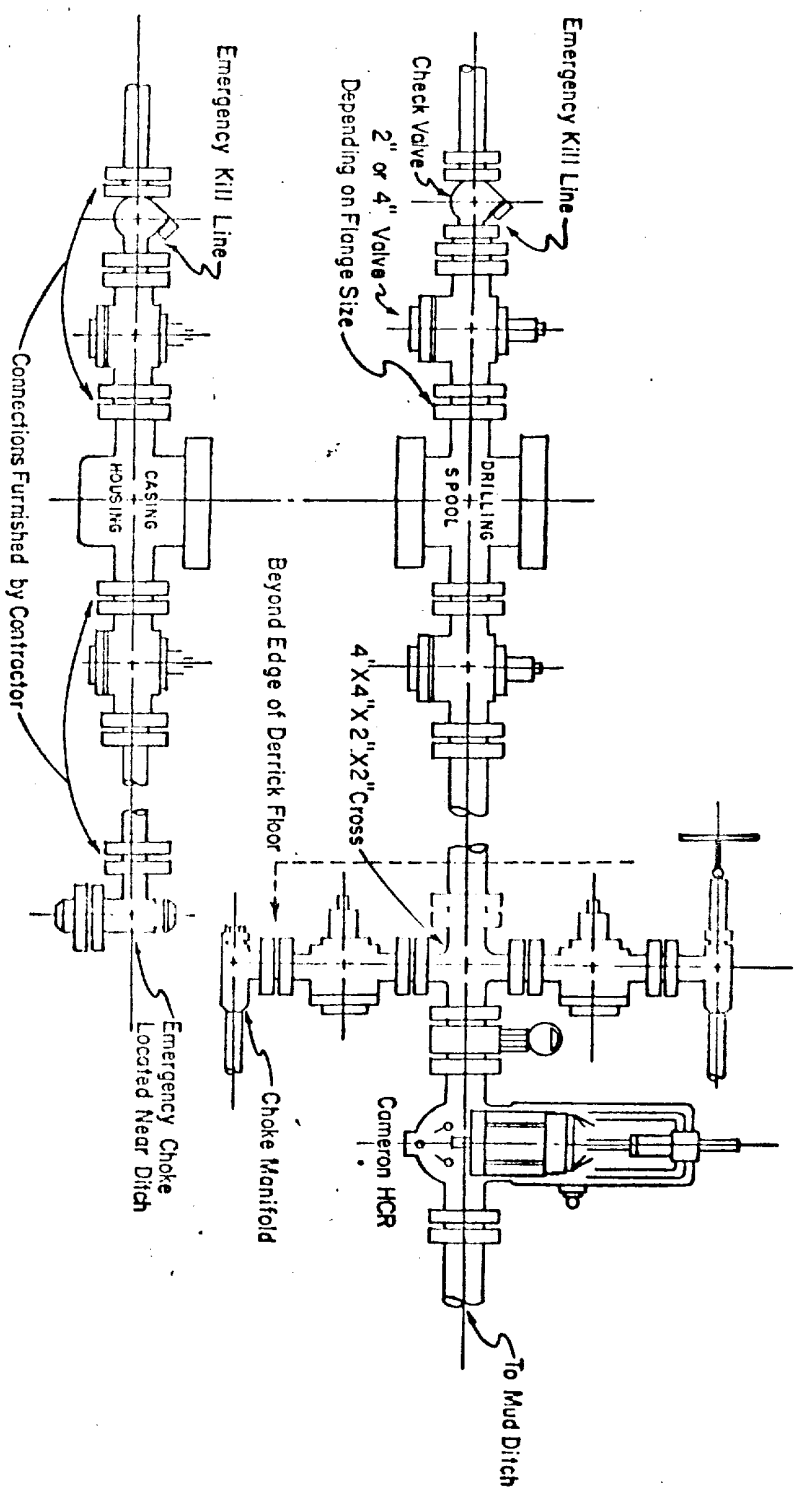 Emergency Kill Line
Check Valve
2" or 4" Valve
Depending on Flange Size
DRILLING
SPOOL
4"X4"X2"X2" Cross
Beyond Edge of Derrick Floor
Cameron HCR
To Mud Ditch
Choke Manifold
Emergency Kill Line
CASING
HOUSING
Connections Furnished by Contractor
Emergency Choke
Located Near Ditch